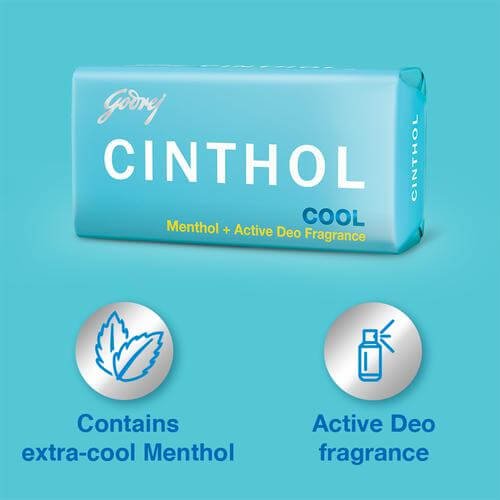 Godrej
CINTHOL
CINTHOL
COOL
Menthol + Active Deo Fragrance
Contains
extra-cool Menthol
Active Deo
fragrance